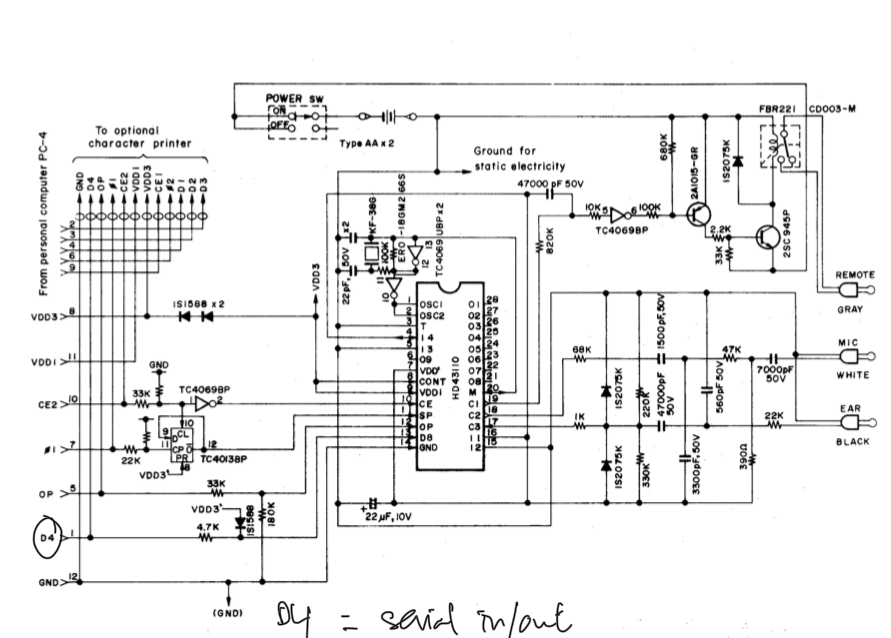 POWER SW
ON
OFF
Type AA x 2
FBR221
CD003-M
To optional
character printer
Ground for
static electricity
GND
D4
OP
ø1
CE2
VDD1
VDD3
CE1
ø2
D1
D2
D3
From personal computer PC-4
2
3
4
6
9
680K
2A1015-GR
1S2075K
47000 pF 50V
10K
5
6
100K
TC4069BP
2.2K
33K
2SC 945P
820K
x2
KF-38G
22pF, 50V
100K
13
12
11
10
VDD3
REMOTE
GRAY
MIC
WHITE
EAR
BLACK
VDD3 8
1S1588 x 2
VDD1 11
GND
CE2 10
33K
TC4069BP
1
2
ø1 7
22K
9
D
10
CL
11
CP
Q
12
PR
8
TC4013BP
VDD3'
OP 5
33K
VDD3'
1S1588
180K
D4 1
4.7K
GND 12
(GND)
HD43110
1 OSC1
2 OSC2
3 T
4 I4
5 I3
6 O9
7 VDD'
8 CONT
9 VDD1
10 CE
11 SP
12 OP
13 D8
14 GND
O1 28
O2 27
O3 26
O4 25
O5 24
O6 23
O7 22
O8 21
M 20
C1 19
C2 18
C3 17
I1 16
I2 15
+
22µF, 10V
68K
1K
1S2075K
1S2075K
220K
330K
1500pF, 50V
47000pF
50V
3300pF, 50V
560pF 50V
47K
390Ω
7000pF
50V
22K
D4 = serial in/out